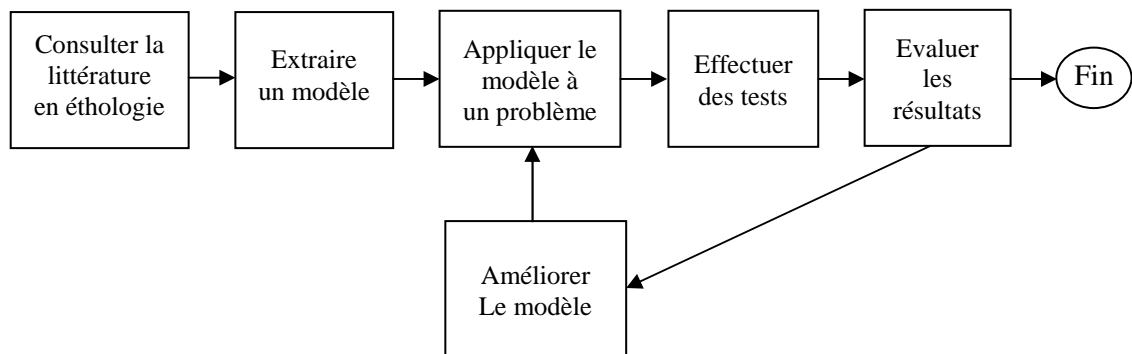 Consulter la
littérature
en éthologie
Extraire
un modèle
Appliquer le
modèle à
un problème
Effectuer
des tests
Evaluer
les
résultats
Fin
Améliorer
Le modèle